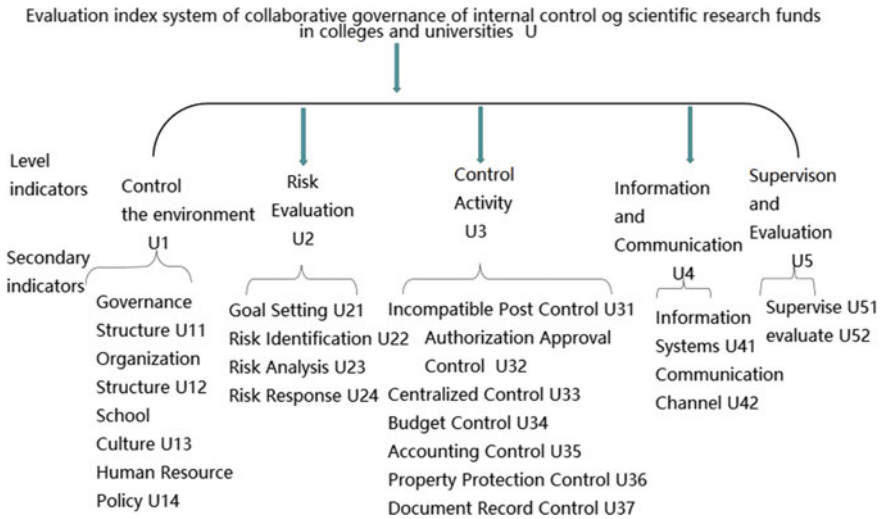 Evaluation index system of collaborative governance of internal control og scientific research funds
in colleges and universities U
Level
indicators
Control
the environment
U1
Risk
Evaluation
U2
Control
Activity
U3
Information
and
Communication
U4
Supervison
and
Evaluation
U5
Secondary
indicators
Governance
Structure U11
Organization
Structure U12
School
Culture U13
Human Resource
Policy U14
Goal Setting U21
Risk Identification U22
Risk Analysis U23
Risk Response U24
Incompatible Post Control U31
Authorization Approval
Control U32
Centralized Control U33
Budget Control U34
Accounting Control U35
Property Protection Control U36
Document Record Control U37
Information
Systems U41
Communication
Channel U42
Supervise U51
evaluate U52